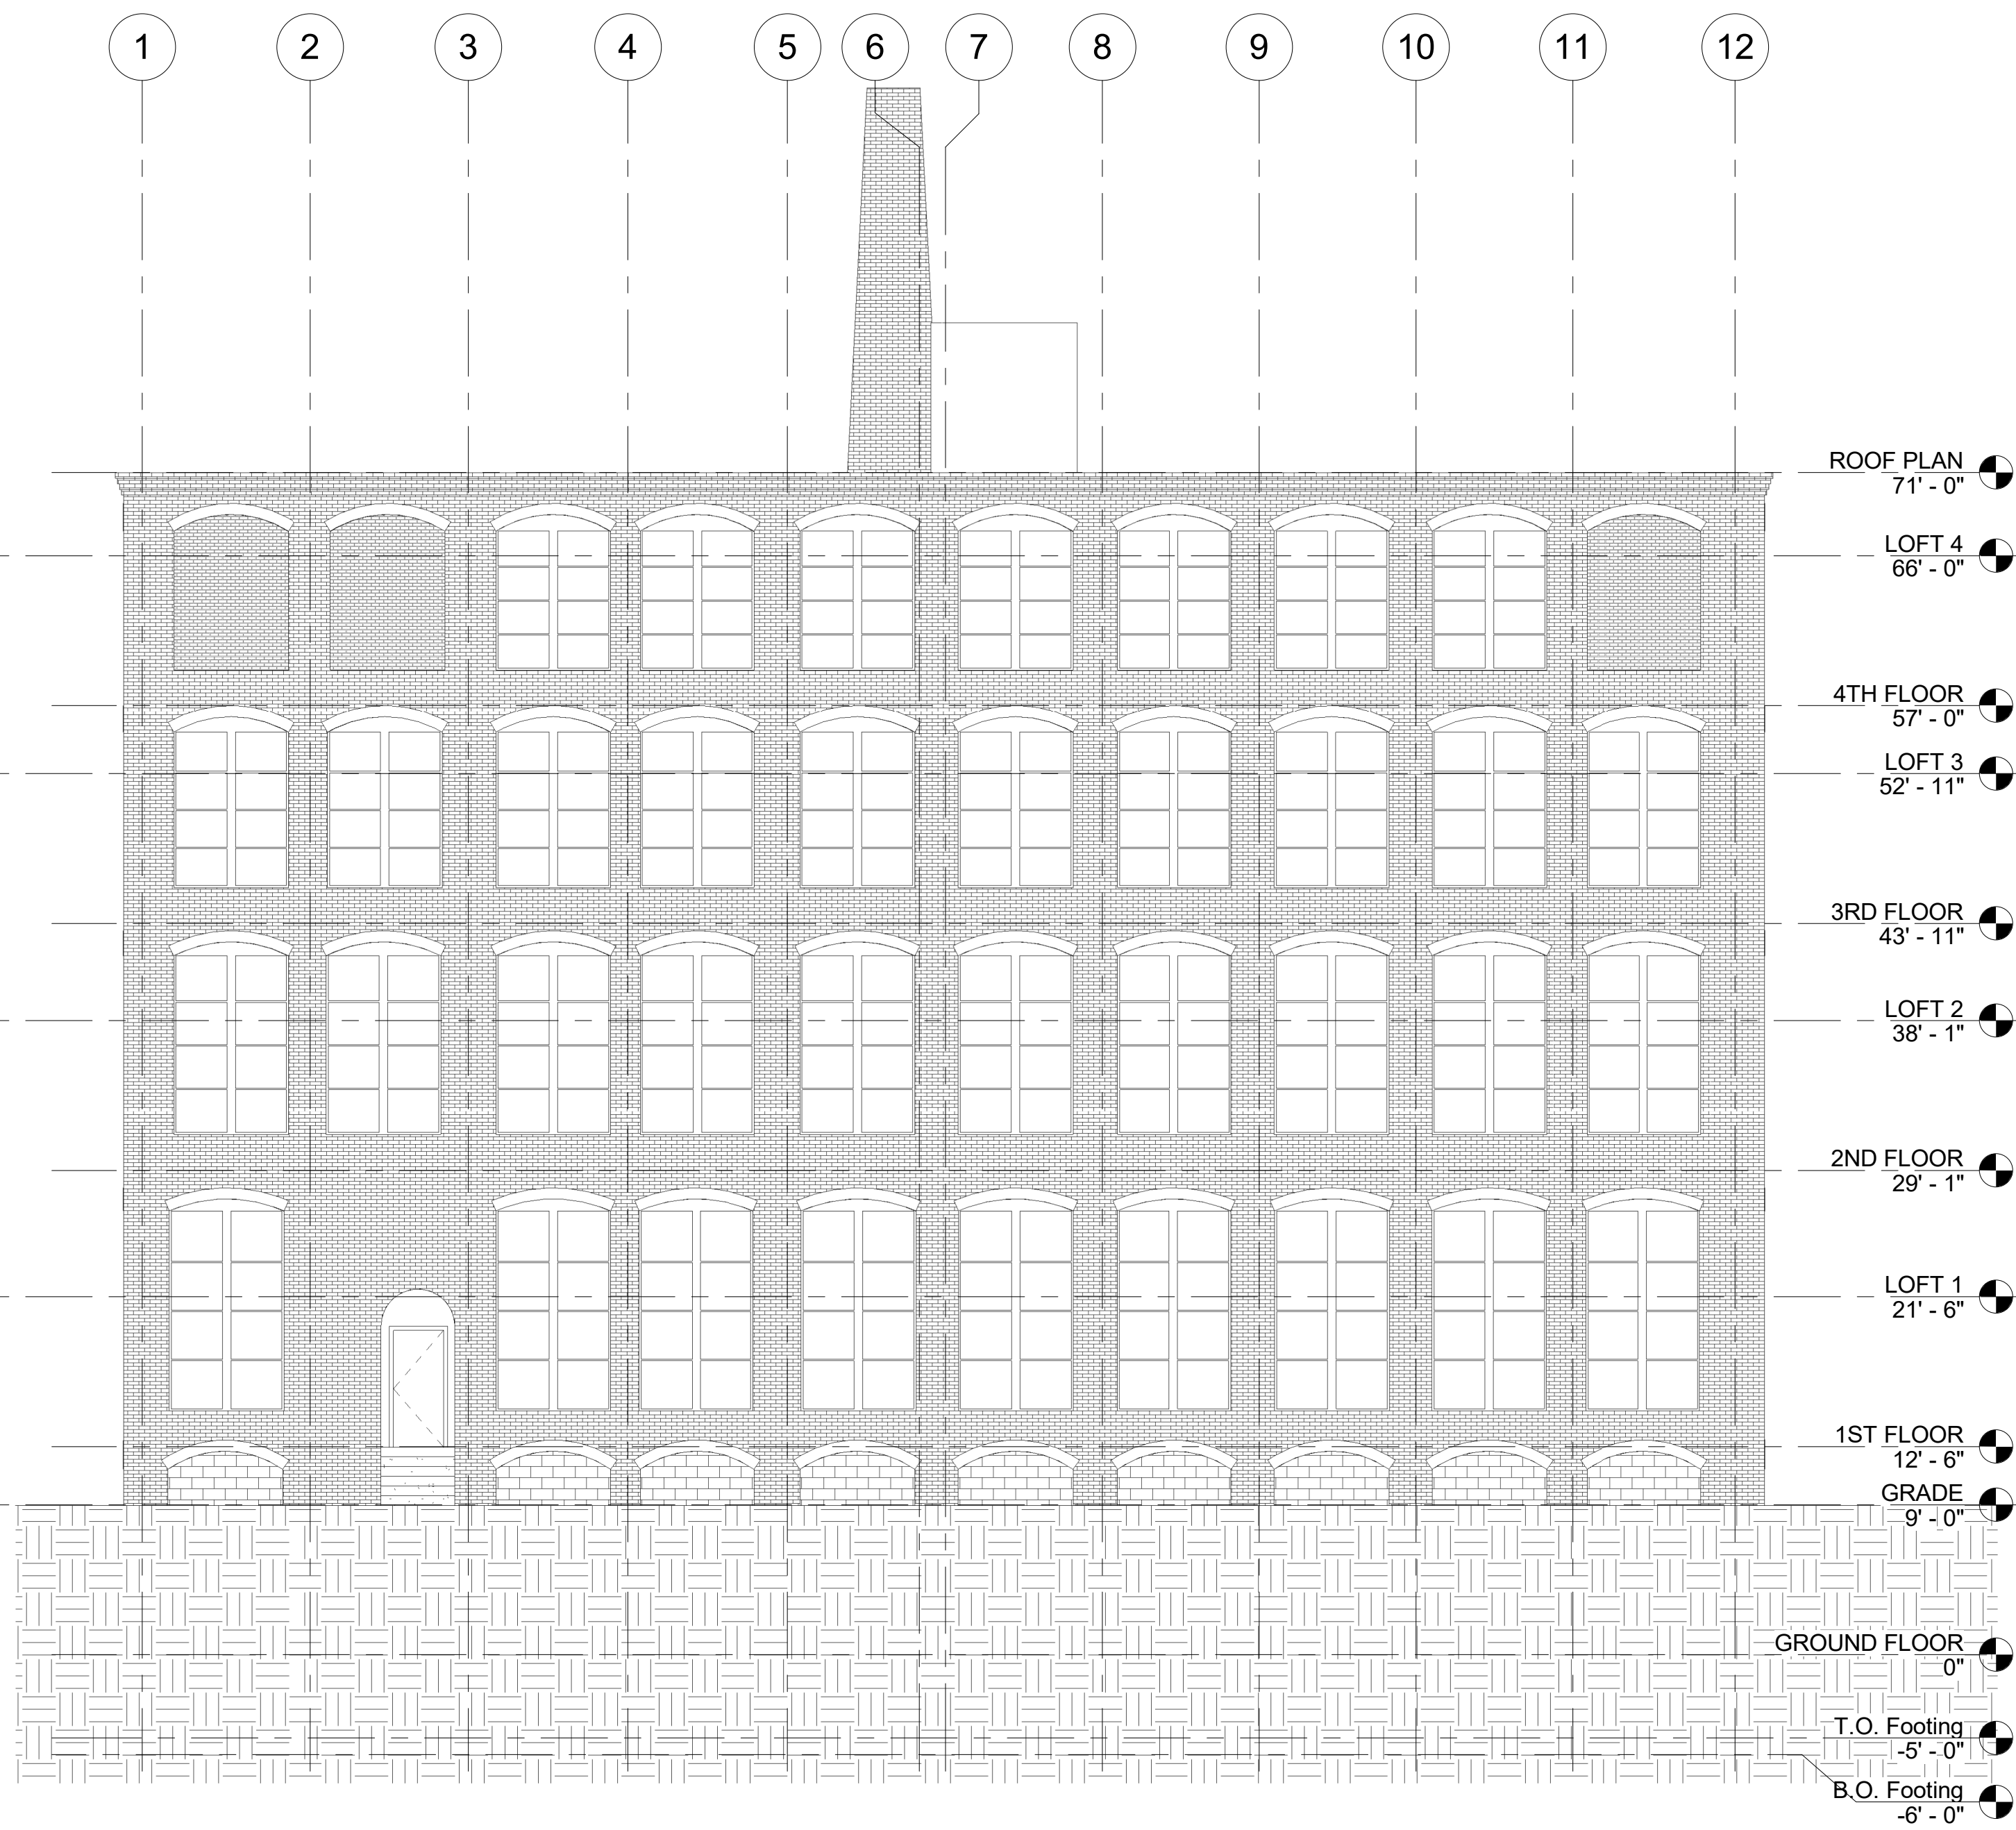 1 2 3 4 5 6 7 8 9 10 11 12
ROOF PLAN
71' - 0"
LOFT 4
66' - 0"
4TH FLOOR
57' - 0"
LOFT 3
52' - 11"
3RD FLOOR
43' - 11"
LOFT 2
38' - 1"
2ND FLOOR
29' - 1"
LOFT 1
21' - 6"
1ST FLOOR
12' - 6"
GRADE
9' - 0"
GROUND FLOOR
0"
T.O. Footing
-5' - 0"
B.O. Footing
-6' - 0"